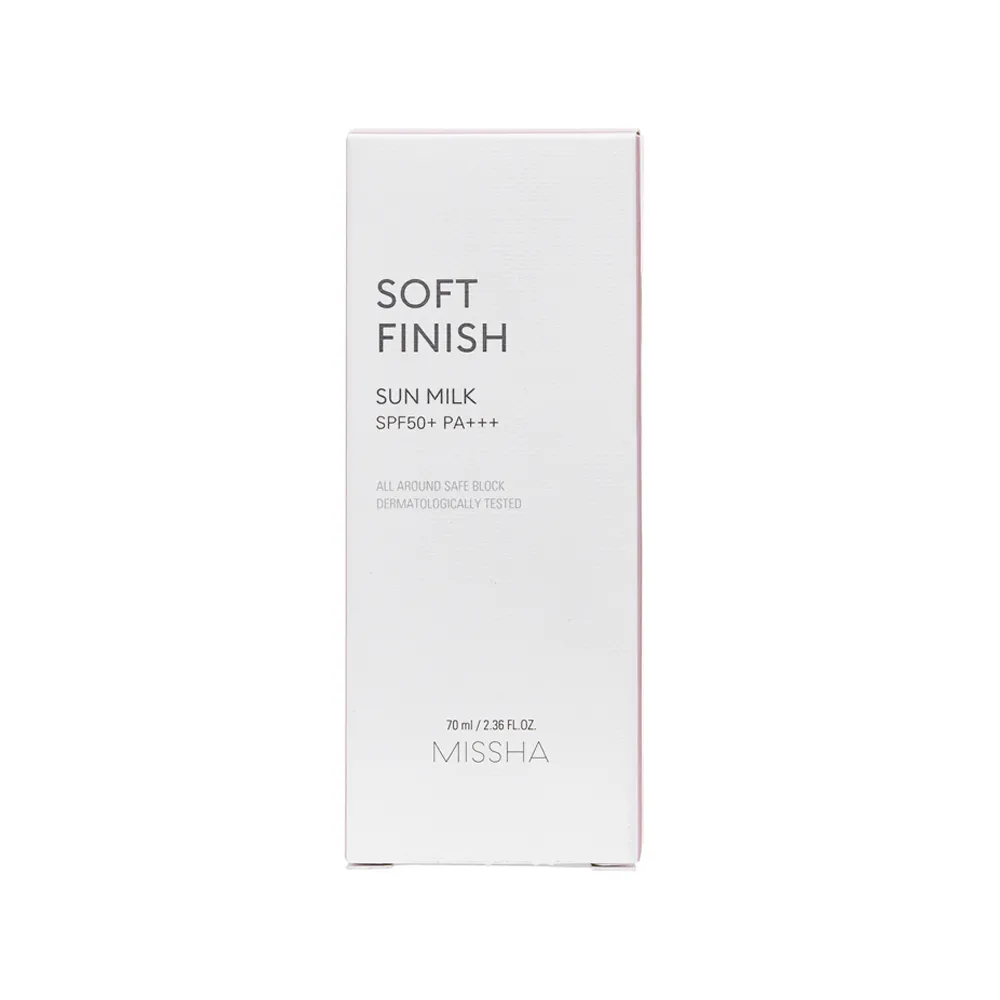 SOFT
FINISH
SUN MILK
SPF50+ PA+++
ALL AROUND SAFE BLOCK
DERMATOLOGICALLY TESTED
70 ml / 2.36 FL.OZ.
MISSHA